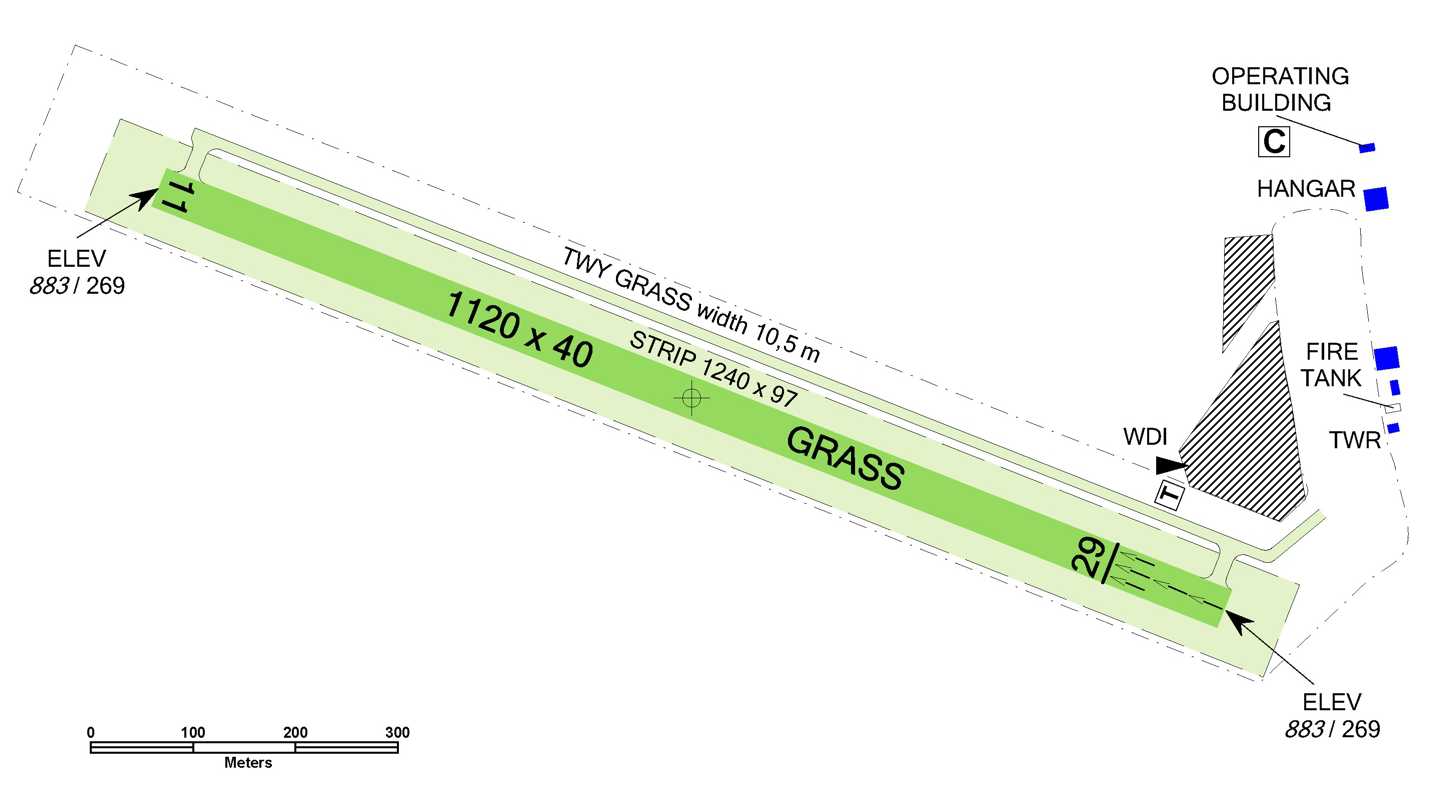 OPERATING
BUILDING
C
HANGAR
11
ELEV
883 / 269
TWY GRASS width 10,5 m
1120 x 40
STRIP 1240 x 97
GRASS
FIRE
TANK
WDI
TWR
T
29
ELEV
883 / 269
0 100 200 300
Meters